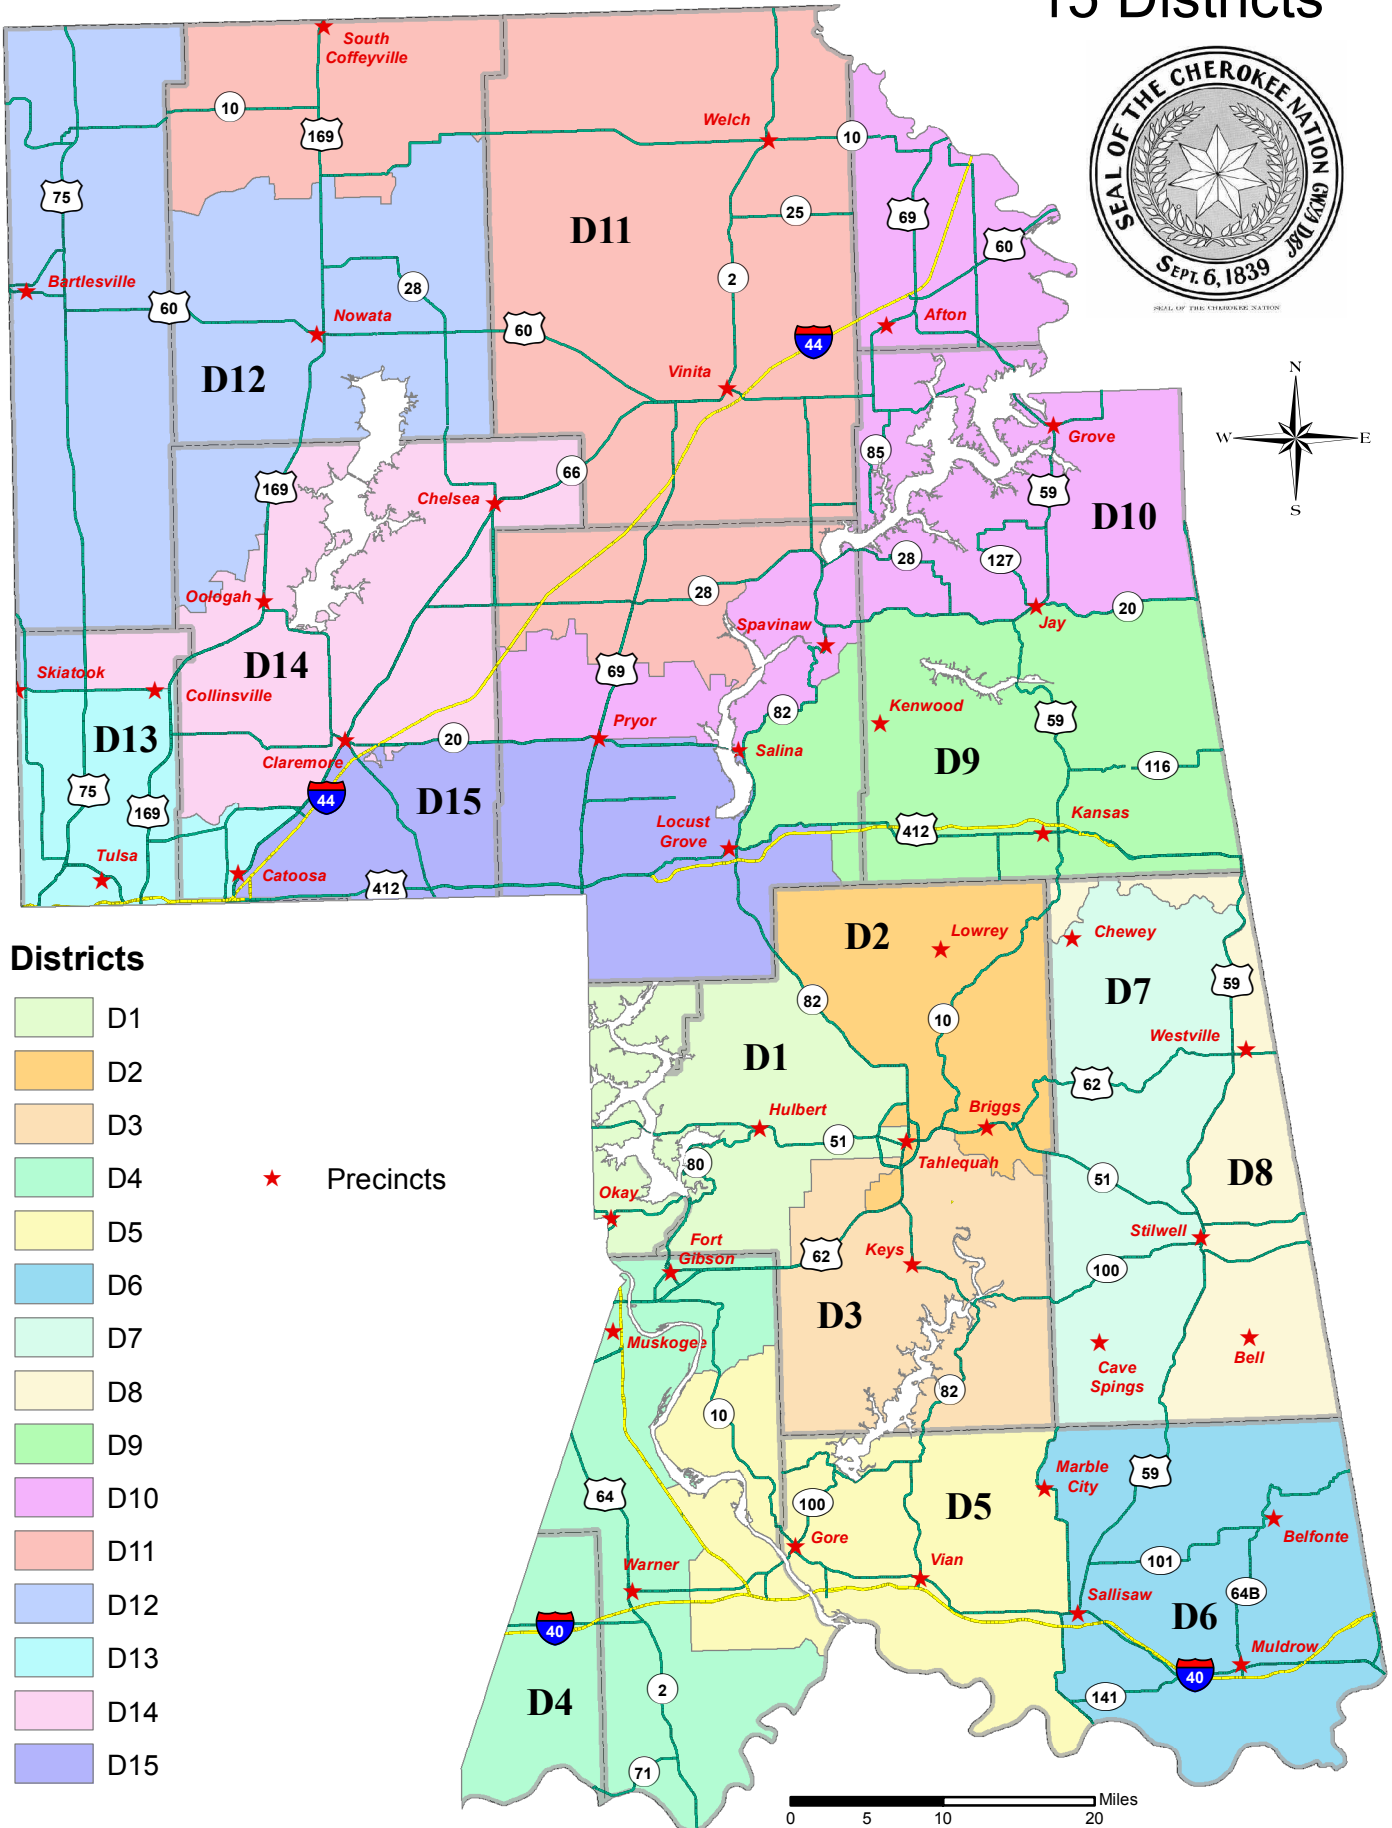 15 Districts
SEAL OF THE CHEROKEE NATION
SEPT. 6, 1839
SEAL OF THE CHEROKEE NATION
South
Coffeyville
10
169
Welch
10
75
25
69
60
D11
2
Bartlesville
28
60
Nowata
60
44
Afton
N
W
E
S
D12
Vinita
Grove
85
66
169
Chelsea
59
D10
28
127
28
Oologah
20
Jay
Spavinaw
Skiatook
D14
69
Collinsville
Kenwood
82
59
Pryor
D13
20
Salina
D9
116
Claremore
75
44
D15
169
Locust
Grove
412
Kansas
Tulsa
Catoosa
412
D2
Lowrey
Chewey
Districts
59
D7
82
10
D1
D1
Westville
D2
62
Hulbert
Briggs
D3
51
Tahlequah
80
D4
Precincts
51
D8
Okay
D5
Stilwell
Fort
Gibson
62
Keys
100
D6
D3
D7
Muskogee
Cave
Spings
Bell
D8
82
10
D9
Marble
City
59
D10
64
100
D5
Gore
Belfonte
D11
Vian
101
Warner
D12
Sallisaw
64B
D6
40
D13
Muldrow
40
2
141
D14
D4
D15
71
Miles
0
5
10
20